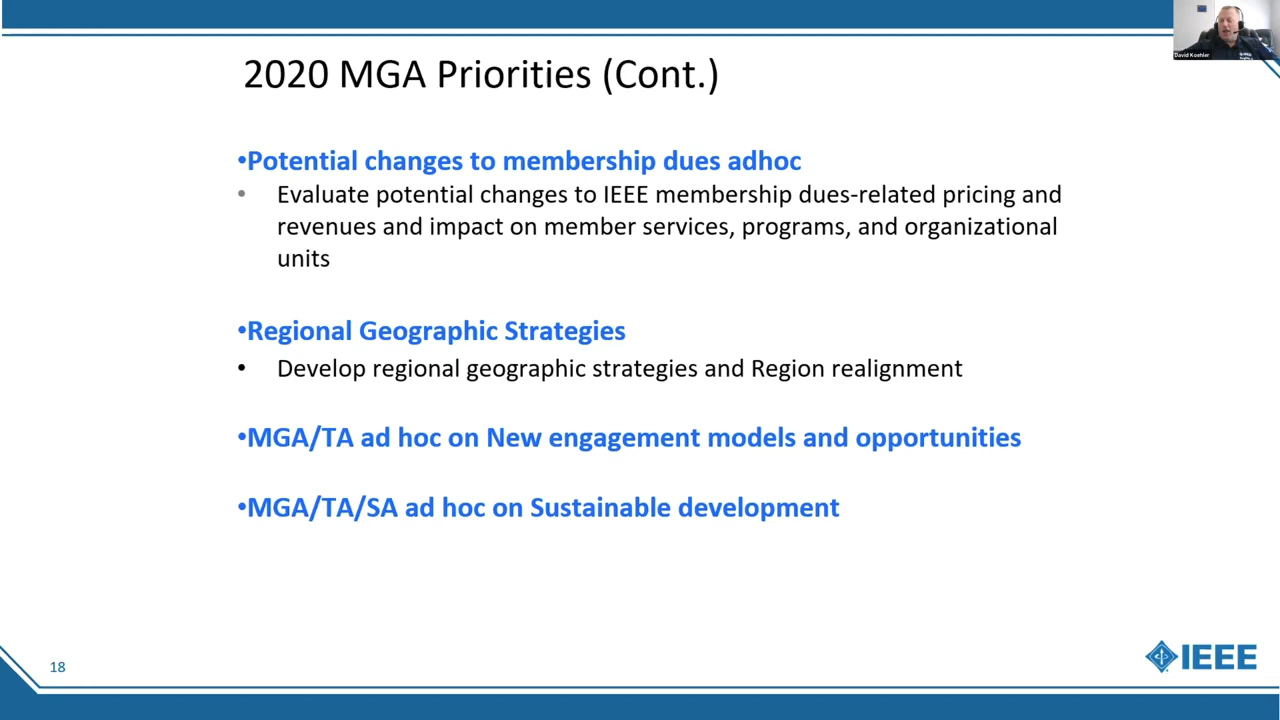 David Koehler
2020 MGA Priorities (Cont.)
•Potential changes to membership dues adhoc
• Evaluate potential changes to IEEE membership dues-related pricing and
revenues and impact on member services, programs, and organizational
units
•Regional Geographic Strategies
• Develop regional geographic strategies and Region realignment
•MGA/TA ad hoc on New engagement models and opportunities
•MGA/TA/SA ad hoc on Sustainable development
18
IEEE